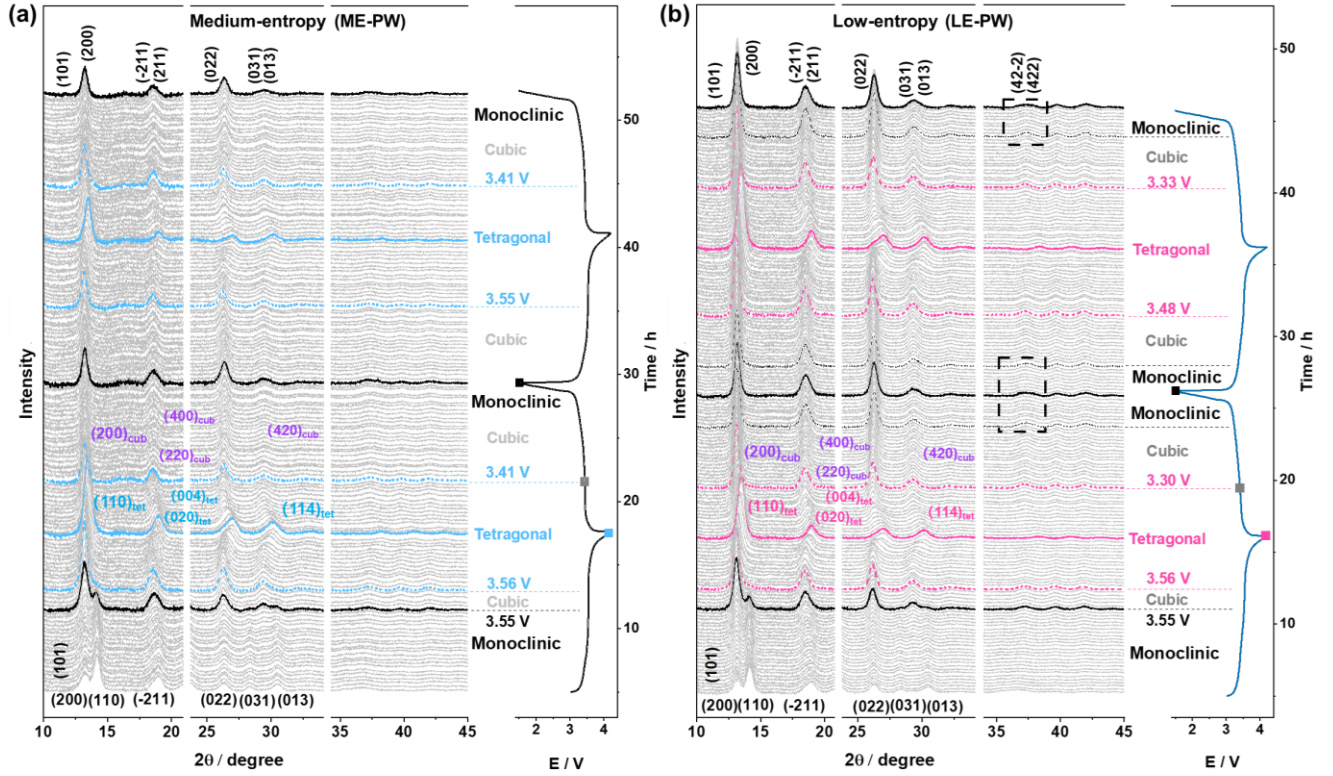 (a)
Medium-entropy (ME-PW)
(101)
(200)
(-211)
(211)
(022)
(031)
(013)
Monoclinic
Cubic
3.41 V
Tetragonal
3.55 V
Cubic
Monoclinic
(400)cub
(200)cub
(420)cub
Cubic
(220)cub
3.41 V
(110)tet
(004)tet
(114)tet
(020)tet
Tetragonal
3.56 V
Cubic
3.55 V
Monoclinic
(101)
(200)
(110)
(-211)
(022)
(031)
(013)
10
15
20
25
30
35
40
45
2
3
4
2θ / degree
E / V
Intensity
50
40
30
20
10
Time / h
(b)
Low-entropy (LE-PW)
(101)
(200)
(-211)
(211)
(022)
(031)
(013)
(42-2)
(422)
Monoclinic
Cubic
3.33 V
Tetragonal
3.48 V
Cubic
Monoclinic
Monoclinic
(200)cub
(400)cub
(420)cub
Cubic
(220)cub
3.30 V
(110)tet
(004)tet
(114)tet
(020)tet
Tetragonal
3.56 V
Cubic
3.55 V
Monoclinic
(101)
(200)
(110)
(-211)
(022)
(031)
(013)
10
15
20
25
30
35
40
45
2
3
4
2θ / degree
E / V
Intensity
50
40
30
20
10
Time / h